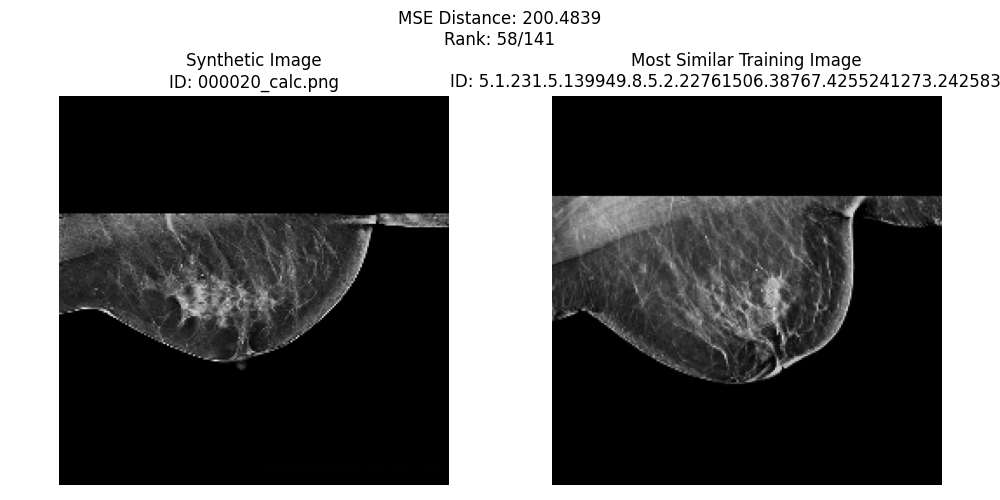 MSE Distance: 200.4839
Rank: 58/141
Synthetic Image
ID: 000020_calc.png
Most Similar Training Image
ID: 5.1.231.5.139949.8.5.2.22761506.38767.4255241273.242583